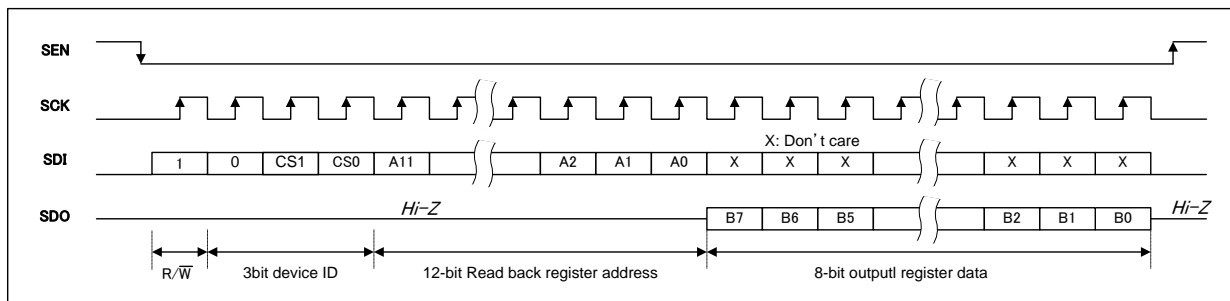 SEN
SCK
X: Don't care
SDI 1 0 CS1 CS0 A11 A2 A1 A0 X X X X X X
SDO Hi-Z B7 B6 B5 B2 B1 B0 Hi-Z
R/W̅ 3bit device ID 12-bit Read back register address 8-bit outputl register data